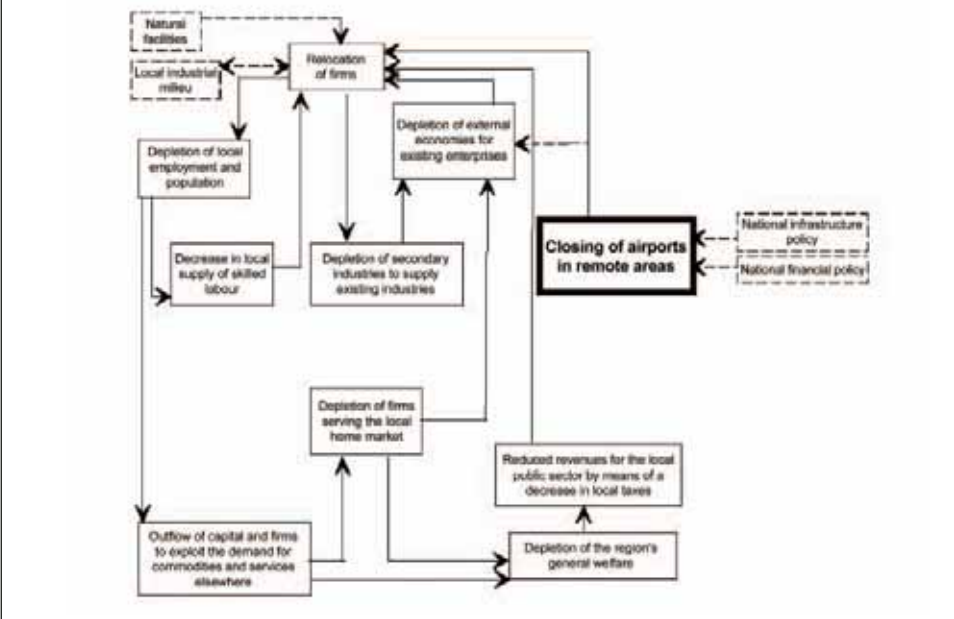 Natural
facilities
Relocation
of firms
Local industrial
milieu
Depletion of external
economies for
existing enterprises
Depletion of local
employment and
population
Closing of airports
in remote areas
National infrastructure
policy
National financial policy
Decrease in local
supply of skilled
labour
Depletion of secondary
industries to supply
existing industries
Depletion of firms
serving the local
home market
Reduced revenues for the local
public sector by means of a
decrease in local taxes
Outflow of capital and firms
to exploit the demand for
commodities and services
elsewhere
Depletion of the region's
general welfare